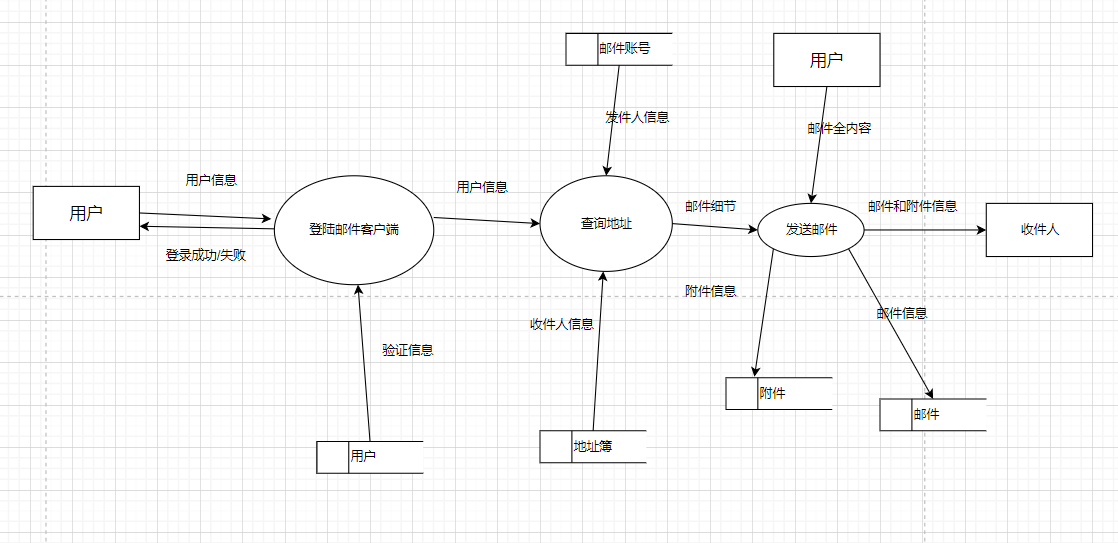 邮件账号
用户
发件人信息
邮件全内容
用户信息
用户信息
邮件细节
邮件和附件信息
用户
登陆邮件客户端
查询地址
发送邮件
收件人
登录成功/失败
附件信息
邮件信息
收件人信息
验证信息
附件
邮件
地址簿
用户